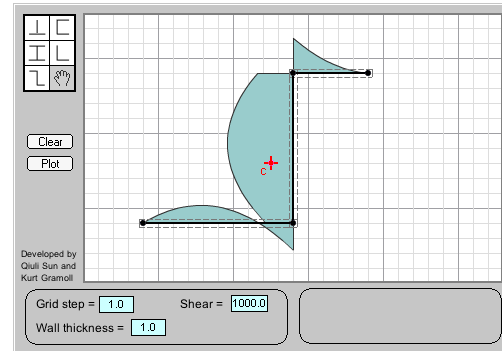 Clear
Plot
C
Developed by
Qiuli Sun and
Kurt Gramoll
Grid step = 1.0 Shear = 1000.0
Wall thickness = 1.0